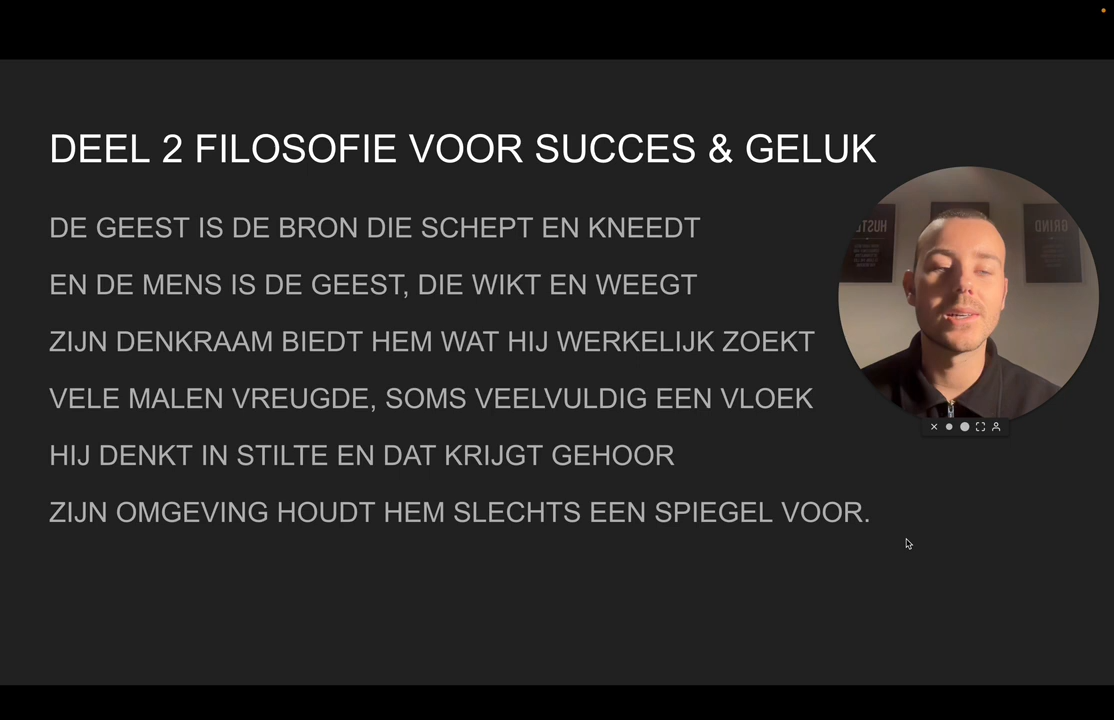 DEEL 2 FILOSOFIE VOOR SUCCES & GELUK
DE GEEST IS DE BRON DIE SCHEPT EN KNEEDT
EN DE MENS IS DE GEEST, DIE WIKT EN WEEGT
ZIJN DENKRAAM BIEDT HEM WAT HIJ WERKELIJK ZOEKT
VELE MALEN VREUGDE, SOMS VEELVULDIG EEN VLOEK
HIJ DENKT IN STILTE EN DAT KRIJGT GEHOOR
ZIJN OMGEVING HOUDT HEM SLECHTS EEN SPIEGEL VOOR.
GRIND